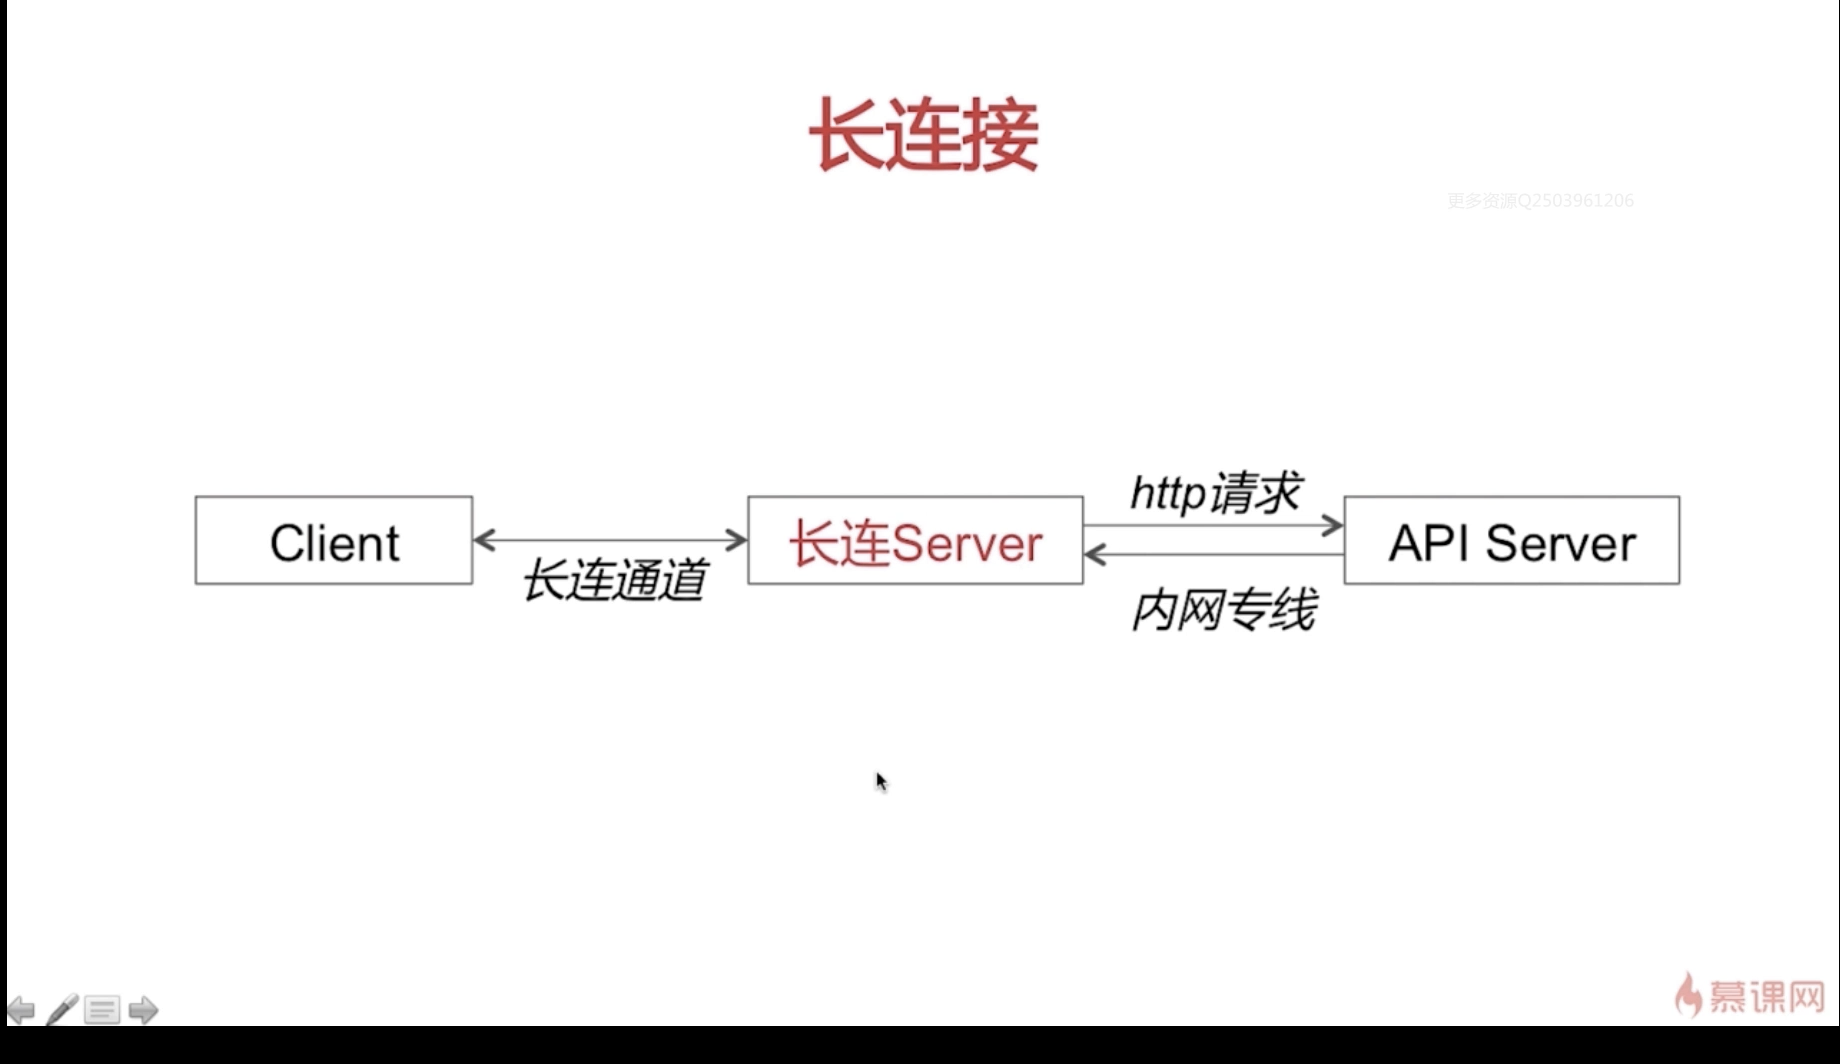 长连接
更多资源Q2503961206
http请求
Client
长连Server
API Server
长连通道
内网专线
慕课网